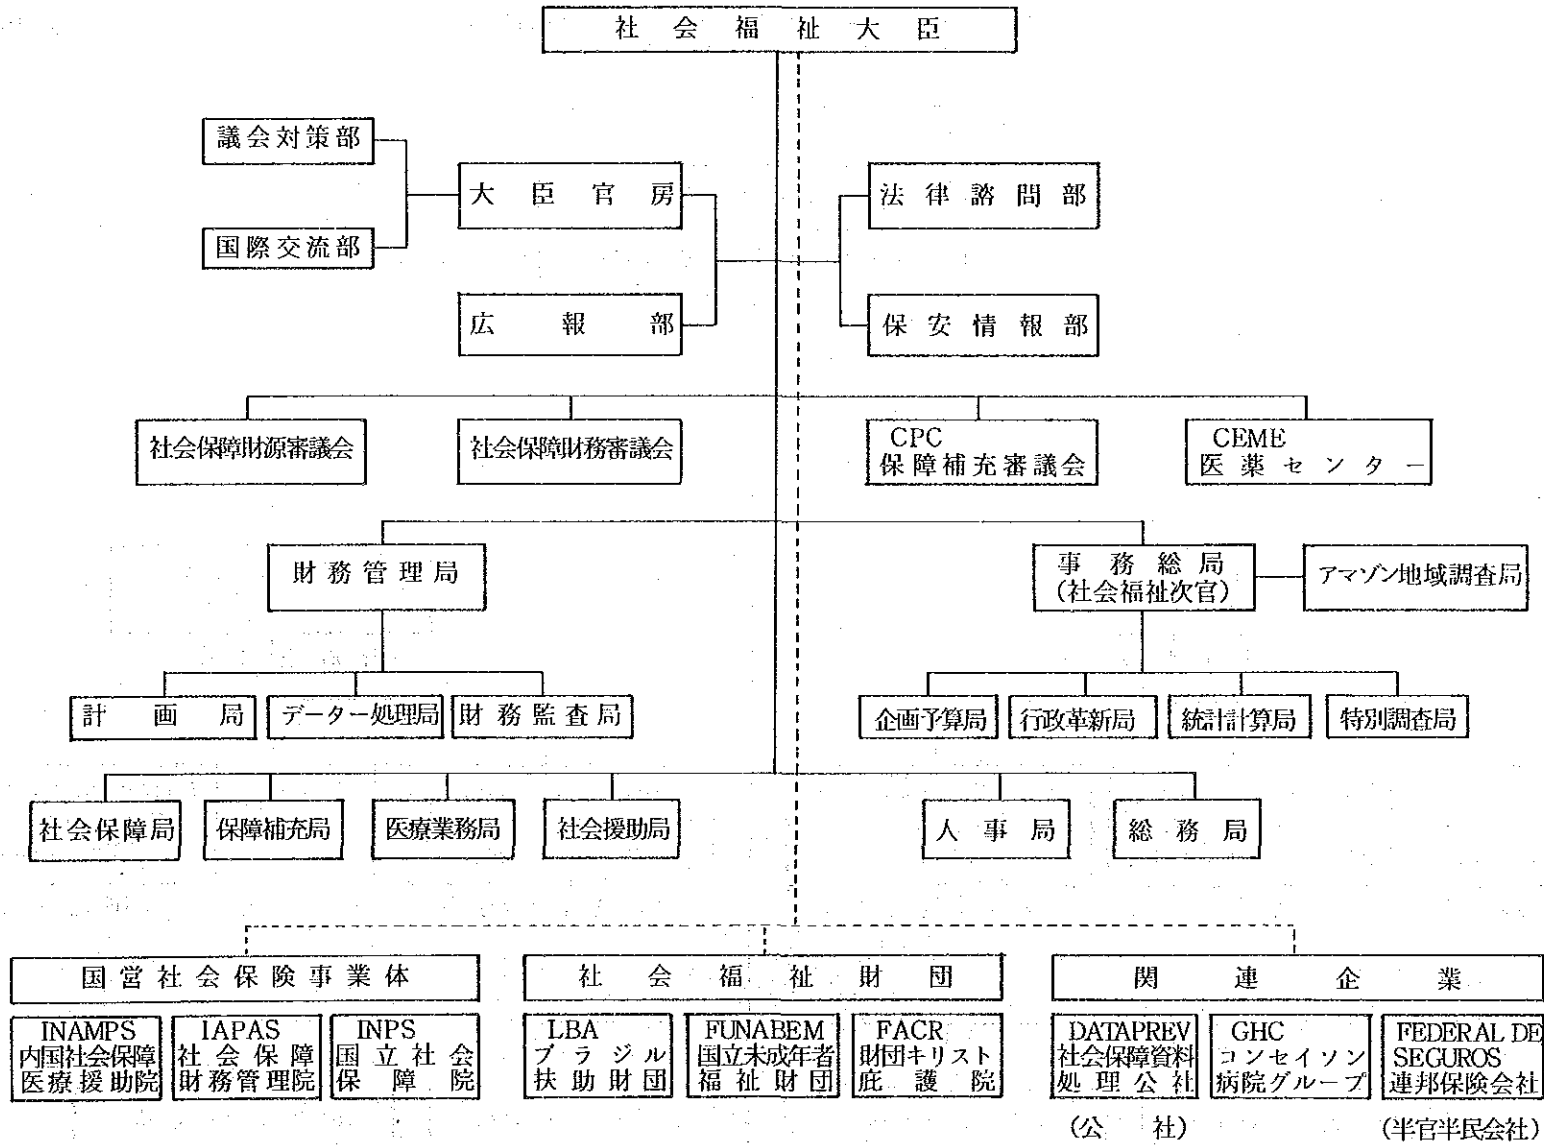 社会福祉大臣
議会対策部
大臣官房
法律諮問部
国際交流部
広報部
保安情報部
社会保障財源審議会
社会保障財務審議会
CPC
保障補充審議会
CEME
医薬センター
財務管理局
事務総局
(社会福祉次官)
アマゾン地域調査局
計画局
データー処理局
財務監査局
企画予算局
行政革新局
統計計算局
特別調査局
社会保障局
保障補充局
医療業務局
社会援助局
人事局
総務局
国営社会保険事業体
INAMPS
内国社会保障
医療援助院
IAPAS
社会保障
財務管理院
INPS
国立社会
保障院
社会福祉財団
LBA
ブラジル
扶助財団
FUNABEM
国立未成年者
福祉財団
FACR
財団キリスト
庇護院
関連企業
DATAPREV
社会保障資料
処理公社
(公社)
GHC
コンセイソン
病院グループ
FEDERAL DE
SEGUROS
連邦保険会社
(半官半民会社)